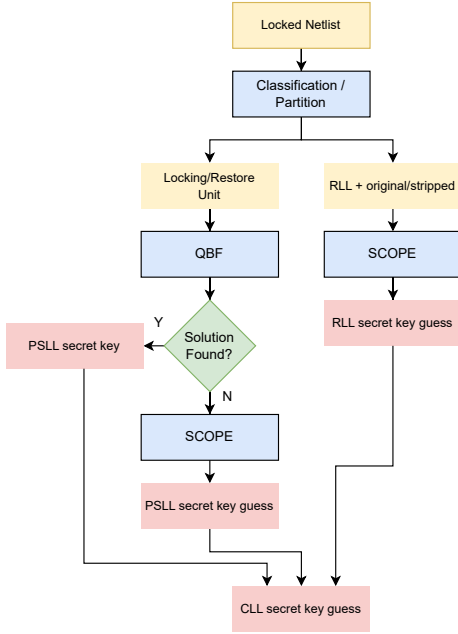 Locked Netlist
Classification /
Partition
Locking/Restore
Unit
RLL + original/stripped
QBF
SCOPE
Y
Solution
Found?
PSLL secret key
RLL secret key guess
N
SCOPE
PSLL secret key guess
CLL secret key guess